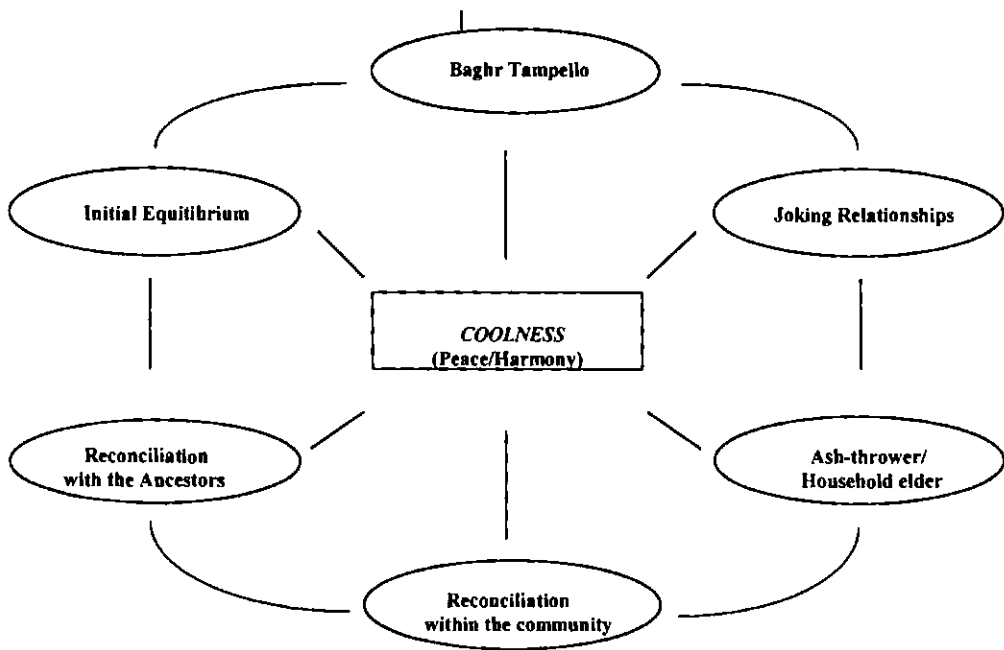 Baghr Tampello
Initial Equitibrium
Joking Relationships
COOLNESS
(Peace/Harmony)
Reconciliation
with the Ancestors
Ash-thrower/
Household elder
Reconciliation
within the community